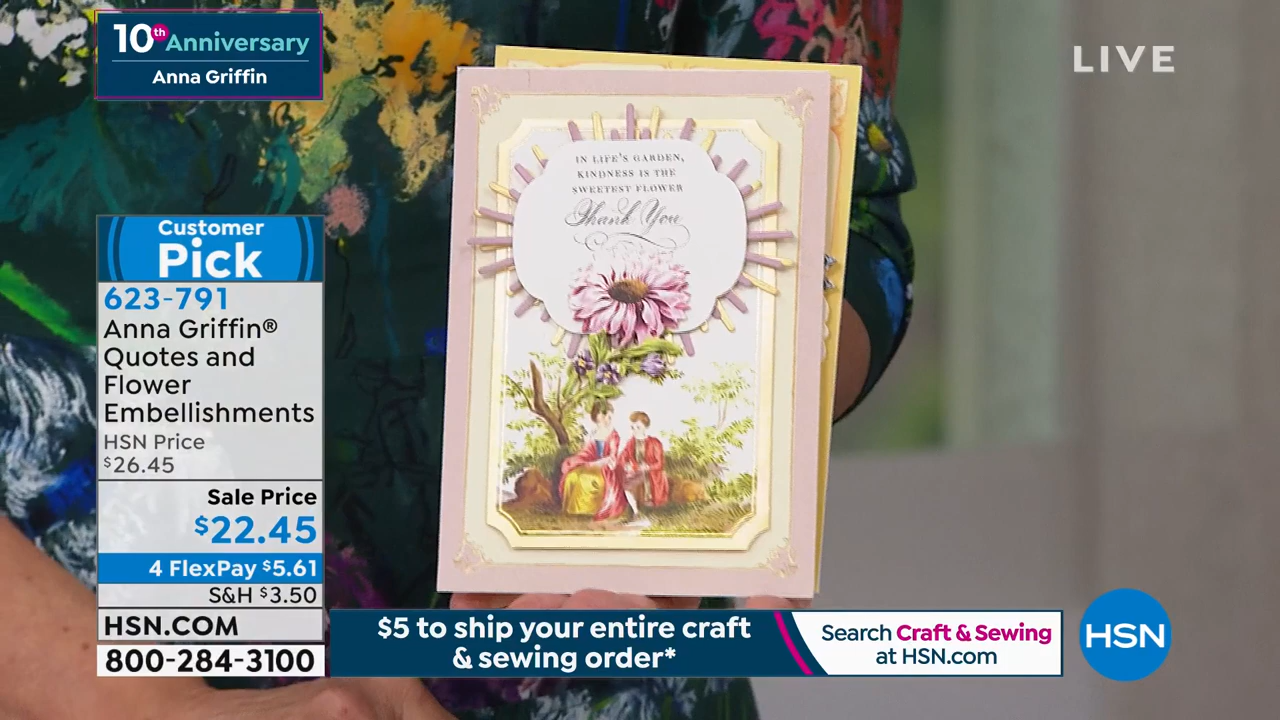 10th Anniversary
Anna Griffin
LIVE
Customer
Pick
623-791
Anna Griffin®
Quotes and
Flower
Embellishments
HSN Price
$26.45
Sale Price
$22.45
4 FlexPay $5.61
S&H $3.50
HSN.COM
800-284-3100
IN LIFE'S GARDEN,
KINDNESS IS THE
SWEETEST FLOWER
Thank You
$5 to ship your entire craft
& sewing order*
Search Craft & Sewing
at HSN.com
HSN